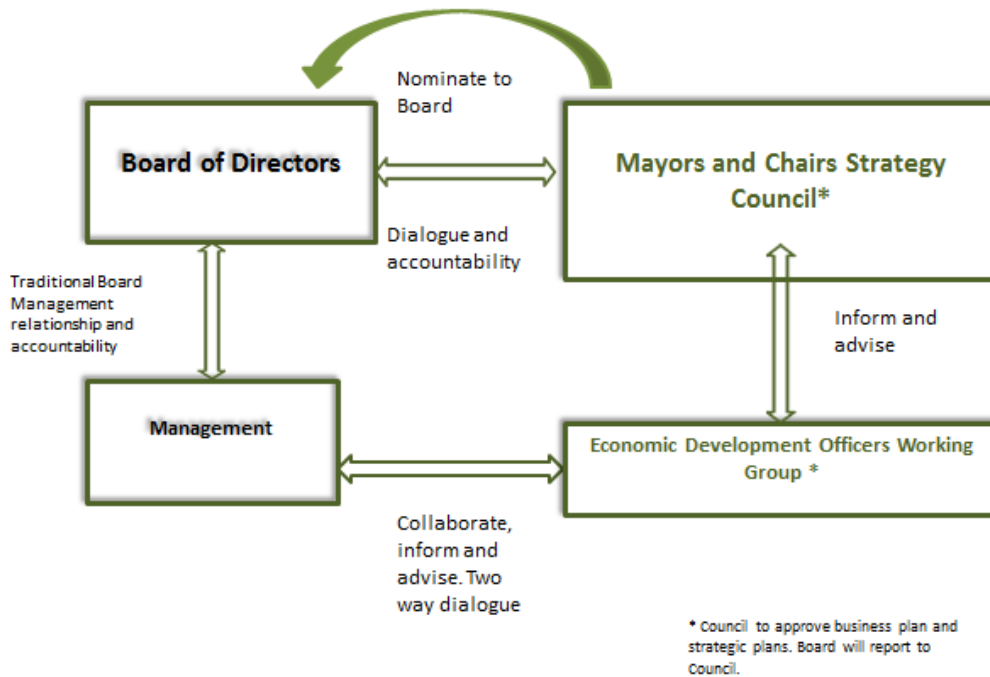 Nominate to
Board
Board of Directors
Mayors and Chairs Strategy
Council*
Dialogue and
accountability
Traditional Board
Management
relationship and
accountability
Inform and
advise
Management
Economic Development Officers Working
Group *
Collaborate,
inform and
advise. Two
way dialogue
* Council to approve business plan and
strategic plans. Board will report to
Council.